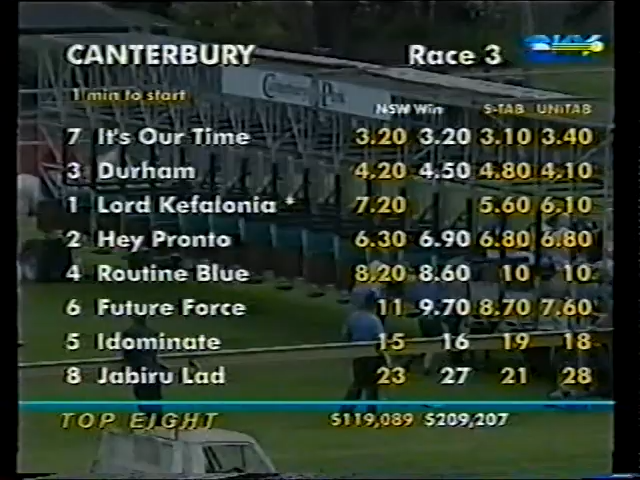 CANTERBURY Race 3 SKY
1 min to start
NSW Win S-TAB UNiTAB
7 It's Our Time 3.20 3.20 3.10 3.40
3 Durham 4.20 4.50 4.80 4.10
1 Lord Kefalonia * 7.20 5.60 6.10
2 Hey Pronto 6.30 6.90 6.80 6.80
4 Routine Blue 8.20 8.60 10 10
6 Future Force 11 9.70 8.70 7.60
5 Idominate 15 16 19 18
8 Jabiru Lad 23 27 21 28
TOP EIGHT $119,089 $209,207
Canterbury Park